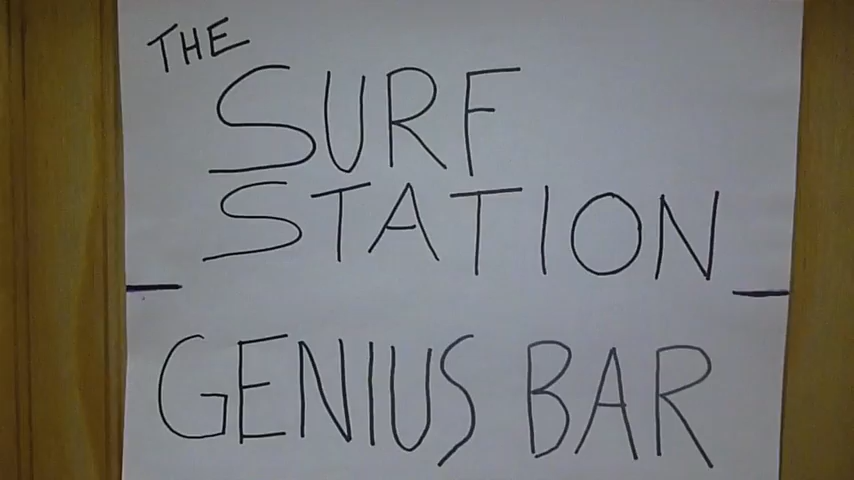 THE
SURF
STATION
GENIUS BAR